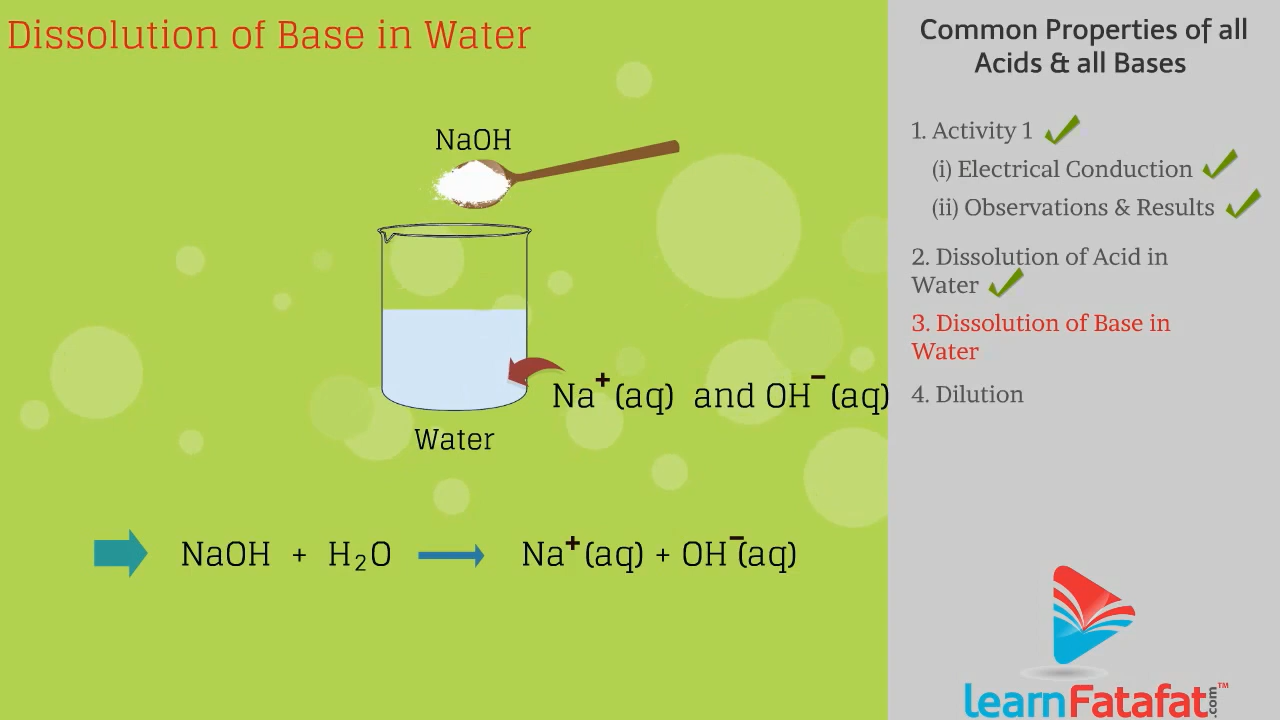 Dissolution of Base in Water
NaOH
Na⁺(aq) and OH⁻(aq)
Water
NaOH + H₂O ⟶ Na⁺(aq) + OH⁻(aq)
Common Properties of all
Acids & all Bases
1. Activity 1
(i) Electrical Conduction
(ii) Observations & Results
2. Dissolution of Acid in
Water
3. Dissolution of Base in
Water
4. Dilution
learnFatafat.com™